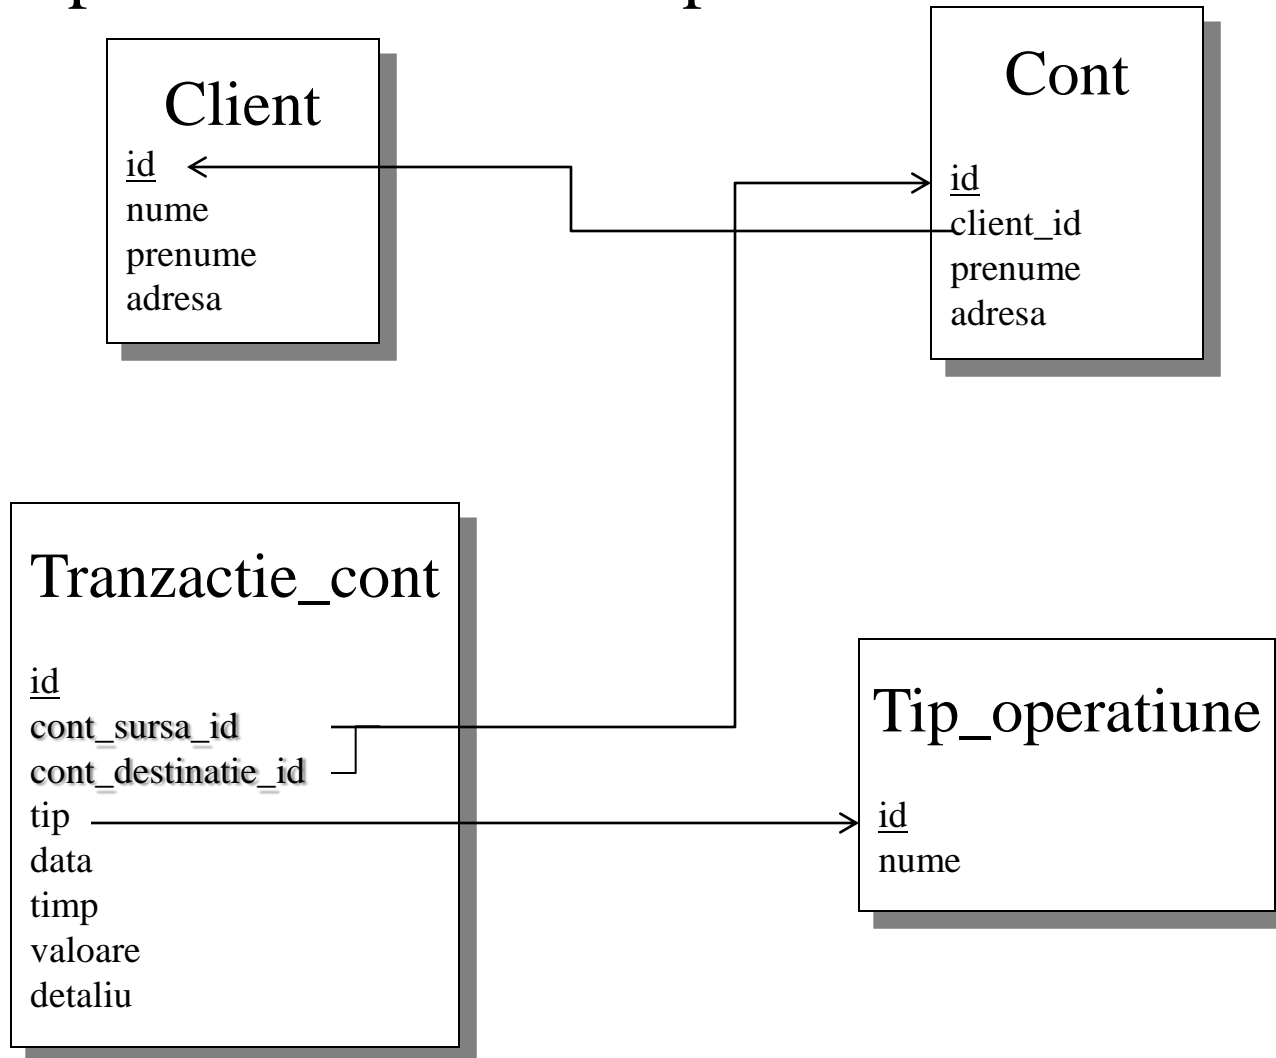 Client
id
nume
prenume
adresa
Cont
id
client_id
prenume
adresa
Tranzactie_cont
id
cont_sursa_id
cont_destinatie_id
tip
data
timp
valoare
detaliu
Tip_operatiune
id
nume